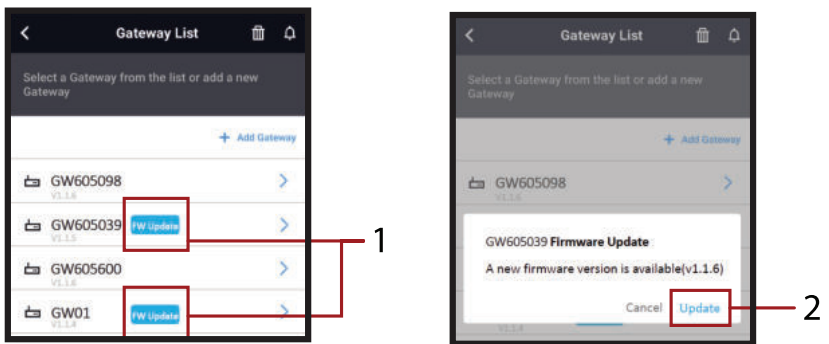 Gateway List
Select a Gateway from the list or add a new
Gateway
+ Add Gateway
GW605098
V1.1.6
GW605039 FW Update
V1.1.5
GW605600
V1.1.6
GW01 FW Update
V1.1.4
1
Gateway List
Select a Gateway from the list or add a new
Gateway
+ Add Gateway
GW605098
V1.1.6
GW605039 Firmware Update
A new firmware version is available(v1.1.6)
Cancel Update
V1.1.4
2